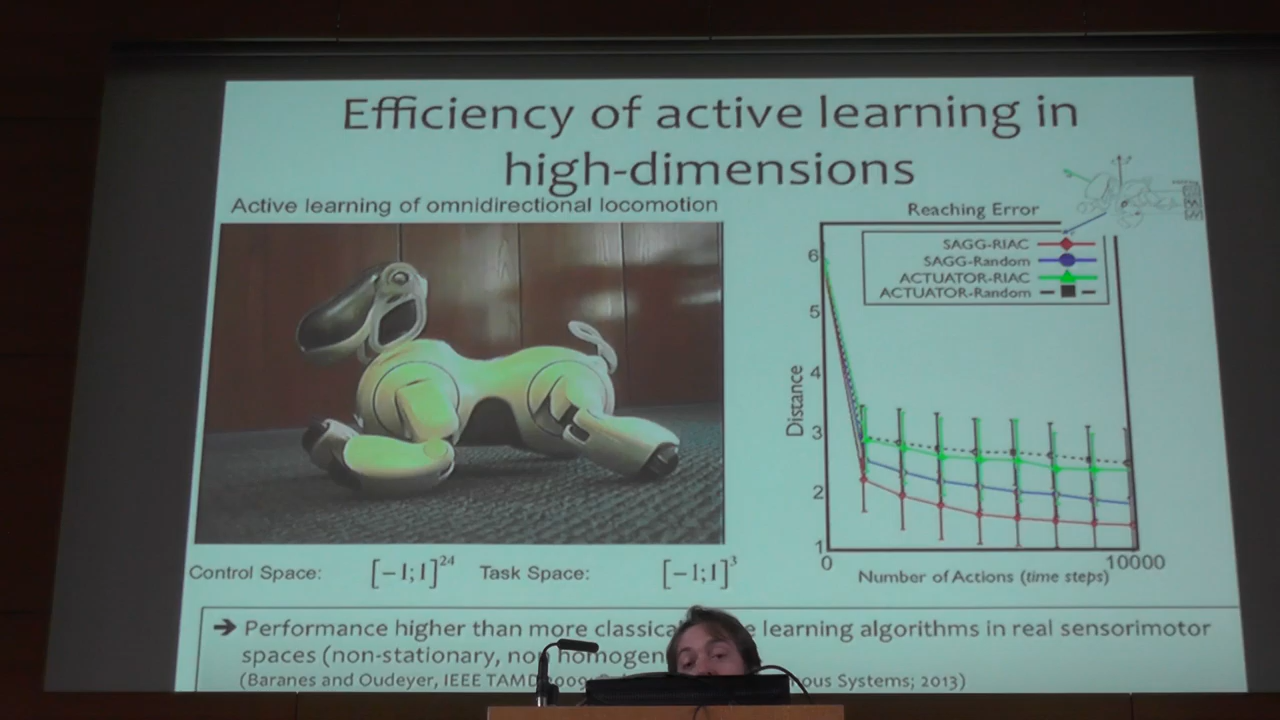 Efficiency of active learning in
high-dimensions
Active learning of omnidirectional locomotion
Reaching Error
SAGG-RIAC
SAGG-Random
ACTUATOR-RIAC
ACTUATOR-Random
6
5
4
3
2
1
Distance
0
10000
Number of Actions (time steps)
Control Space: [-1;1]^24 Task Space: [-1;1]^3
➔ Performance higher than more classical learning algorithms in real sensorimotor
spaces (non-stationary, non homogen
(Baranes and Oudeyer, IEEE TAMD 2009 ous Systems; 2013)